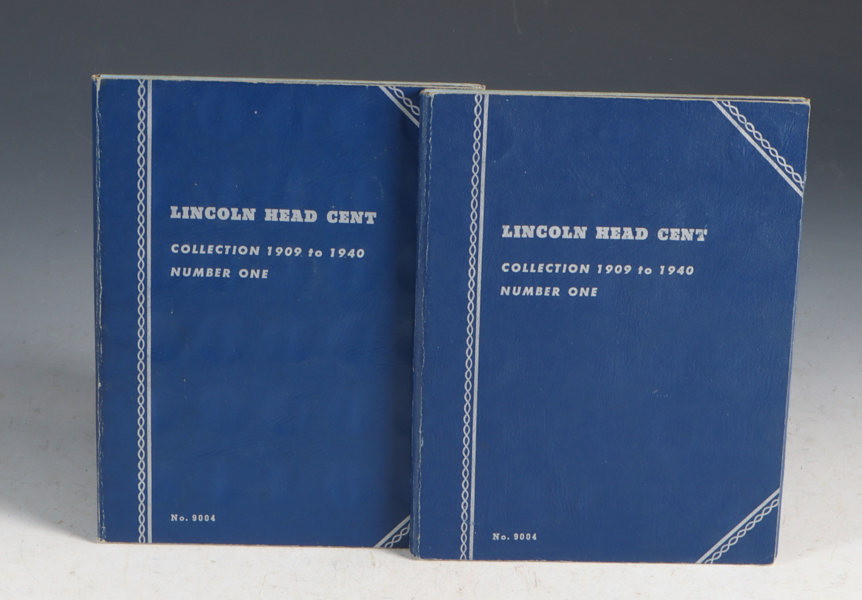 LINCOLN HEAD CENT
COLLECTION 1909 to 1940
NUMBER ONE
No. 9004
LINCOLN HEAD CENT
COLLECTION 1909 to 1940
NUMBER ONE
No. 9004